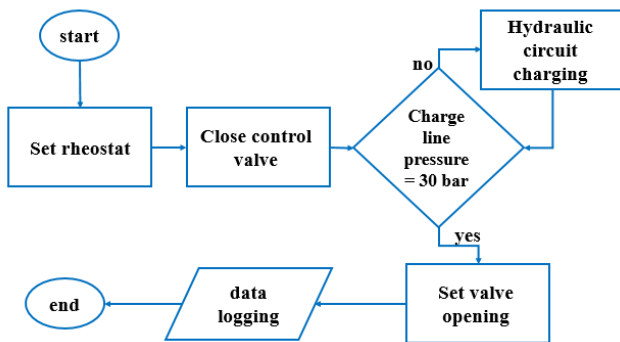 start
Set rheostat
Close control
valve
Charge
line
pressure
= 30 bar
no
Hydraulic
circuit
charging
yes
Set valve
opening
data
logging
end